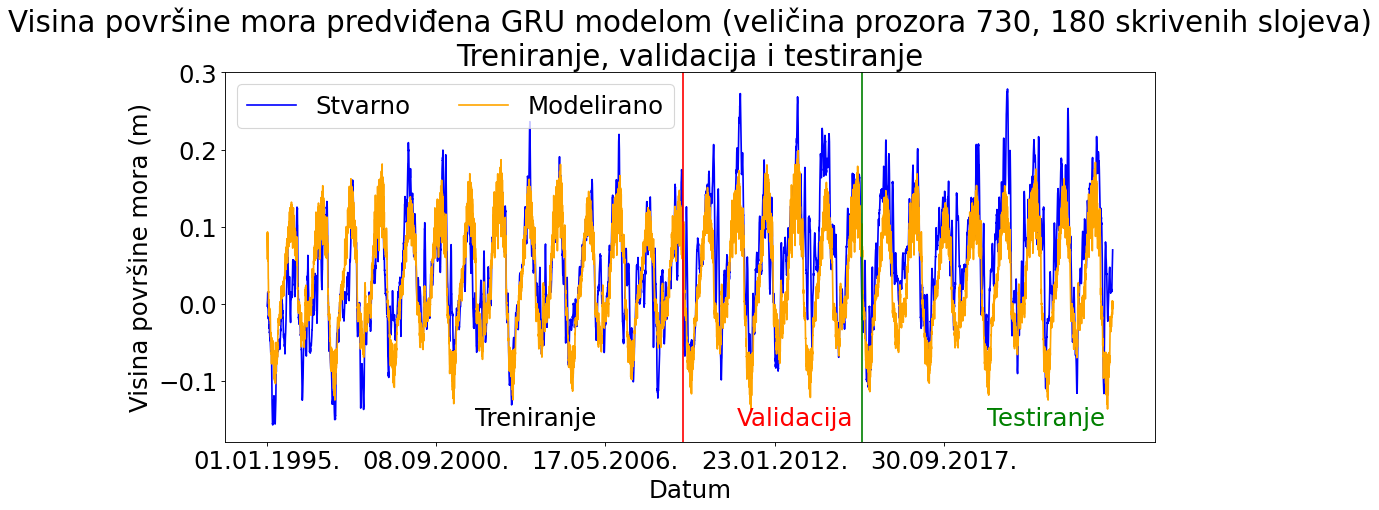 Visina površine mora predviđena GRU modelom (veličina prozora 730, 180 skrivenih slojeva)
Treniranje, validacija i testiranje
Stvarno
Modelirano
Visina površine mora (m)
0.3
0.2
0.1
0.0
−0.1
Treniranje
Validacija
Testiranje
01.01.1995.
08.09.2000.
17.05.2006.
23.01.2012.
30.09.2017.
Datum